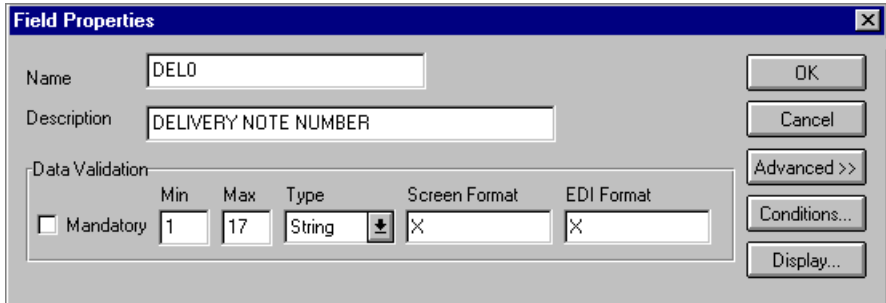 Field Properties
Name DEL0 OK
Description DELIVERY NOTE NUMBER Cancel
Data Validation Advanced >>
Min Max Type Screen Format EDI Format
Mandatory 1 17 String X X Conditions...
Display...